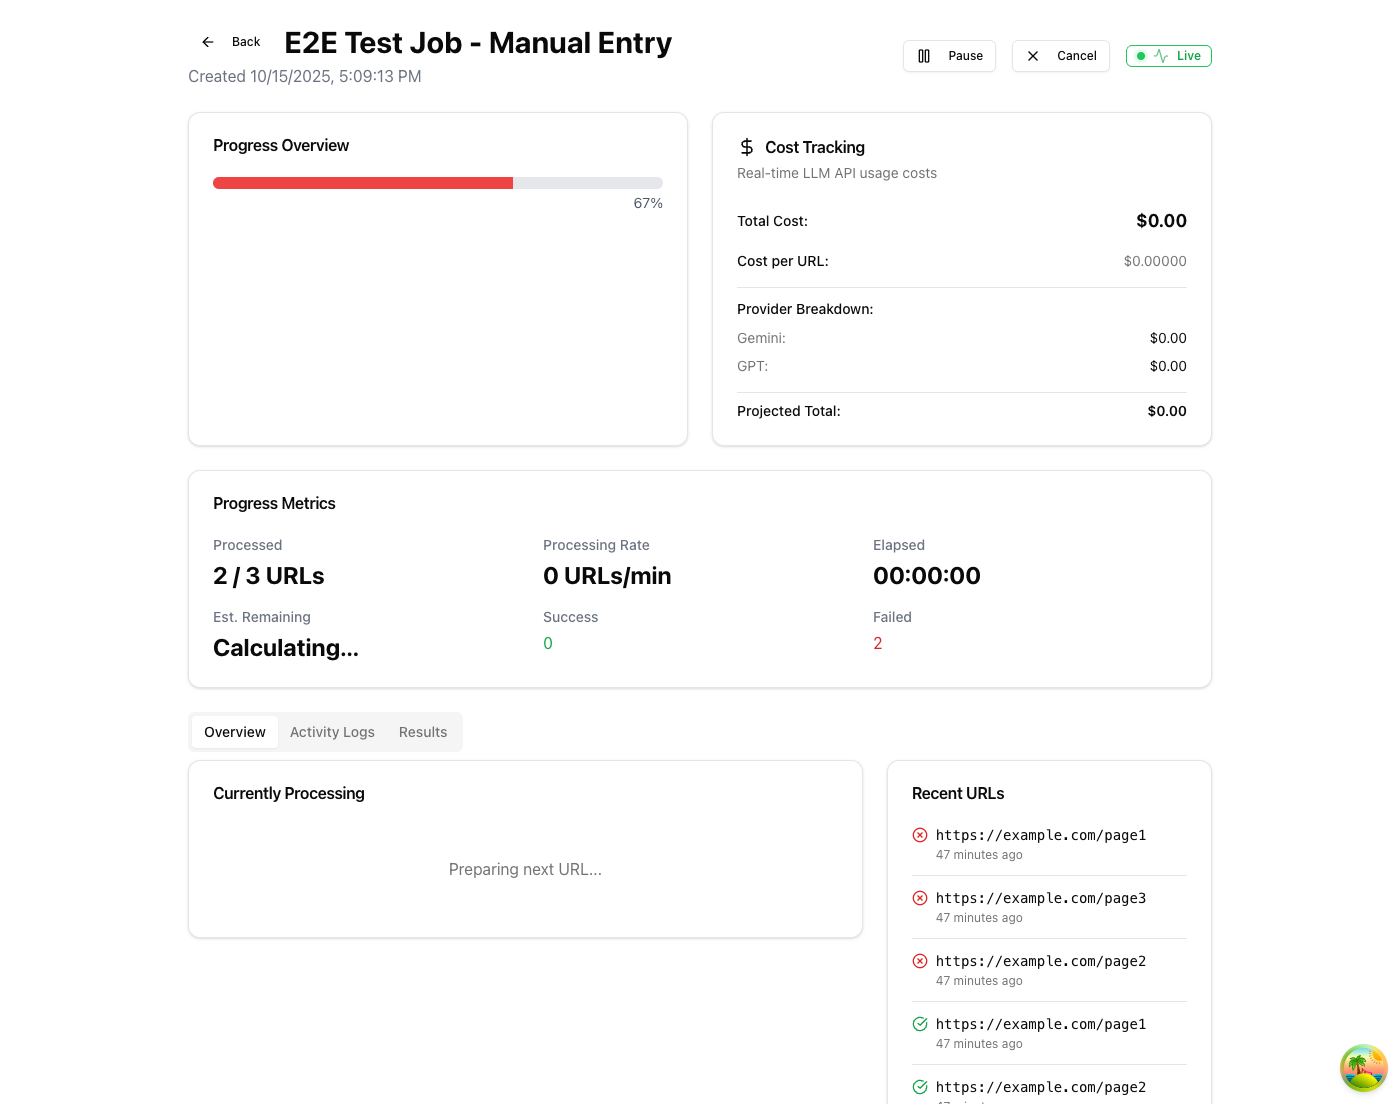 Back
E2E Test Job - Manual Entry
Created 10/15/2025, 5:09:13 PM
Pause
Cancel
Live
Progress Overview
67%
Cost Tracking
Real-time LLM API usage costs
Total Cost: $0.00
Cost per URL: $0.00000
Provider Breakdown:
Gemini: $0.00
GPT: $0.00
Projected Total: $0.00
Progress Metrics
Processed
2 / 3 URLs
Processing Rate
0 URLs/min
Elapsed
00:00:00
Est. Remaining
Calculating...
Success
0
Failed
2
Overview
Activity Logs
Results
Currently Processing
Preparing next URL...
Recent URLs
https://example.com/page1
47 minutes ago
https://example.com/page3
47 minutes ago
https://example.com/page2
47 minutes ago
https://example.com/page1
47 minutes ago
https://example.com/page2